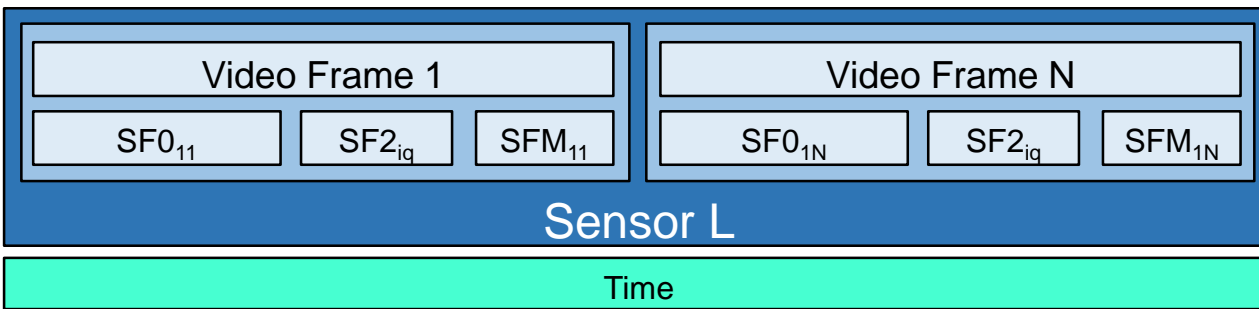 Video Frame 1
Video Frame N
SF0₁₁ SF2iq SFM₁₁
SF0₁N SF2iq SFM₁N
Sensor L
Time